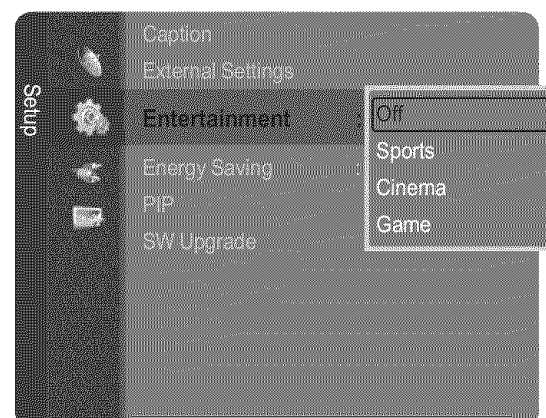 Setup
Caption
External Settings
Entertainment :
Off
Sports
Cinema
Game
Energy Saving :
PIP
SW Upgrade